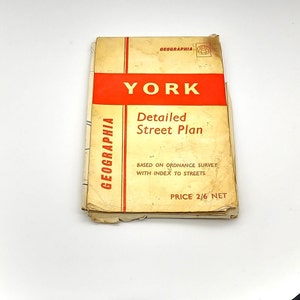 GEOGRAPHIA
YORK
Detailed
Street Plan
GEOGRAPHIA
BASED ON ORDNANCE SURVEY
WITH INDEX TO STREETS
PRICE 2/6 NET